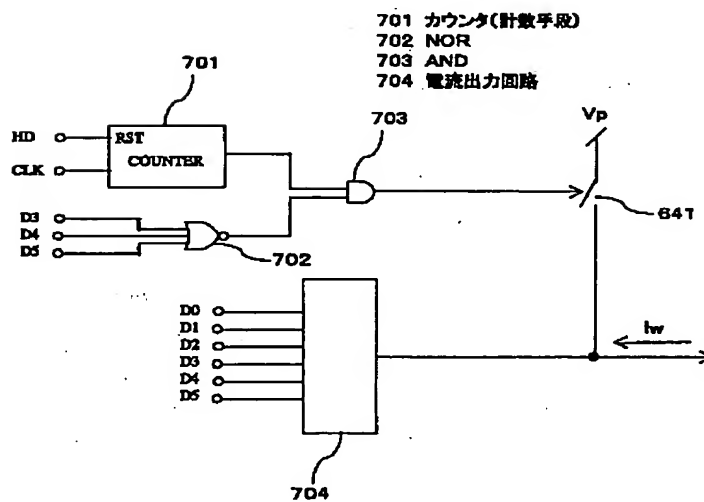 701 カウンタ(計数手段)
702 NOR
703 AND
704 電流出力回路
701
703
Vp
HD
RST
COUNTER
CLK
641
D3
D4
D5
702
Iw
D0
D1
D2
D3
D4
D5
704